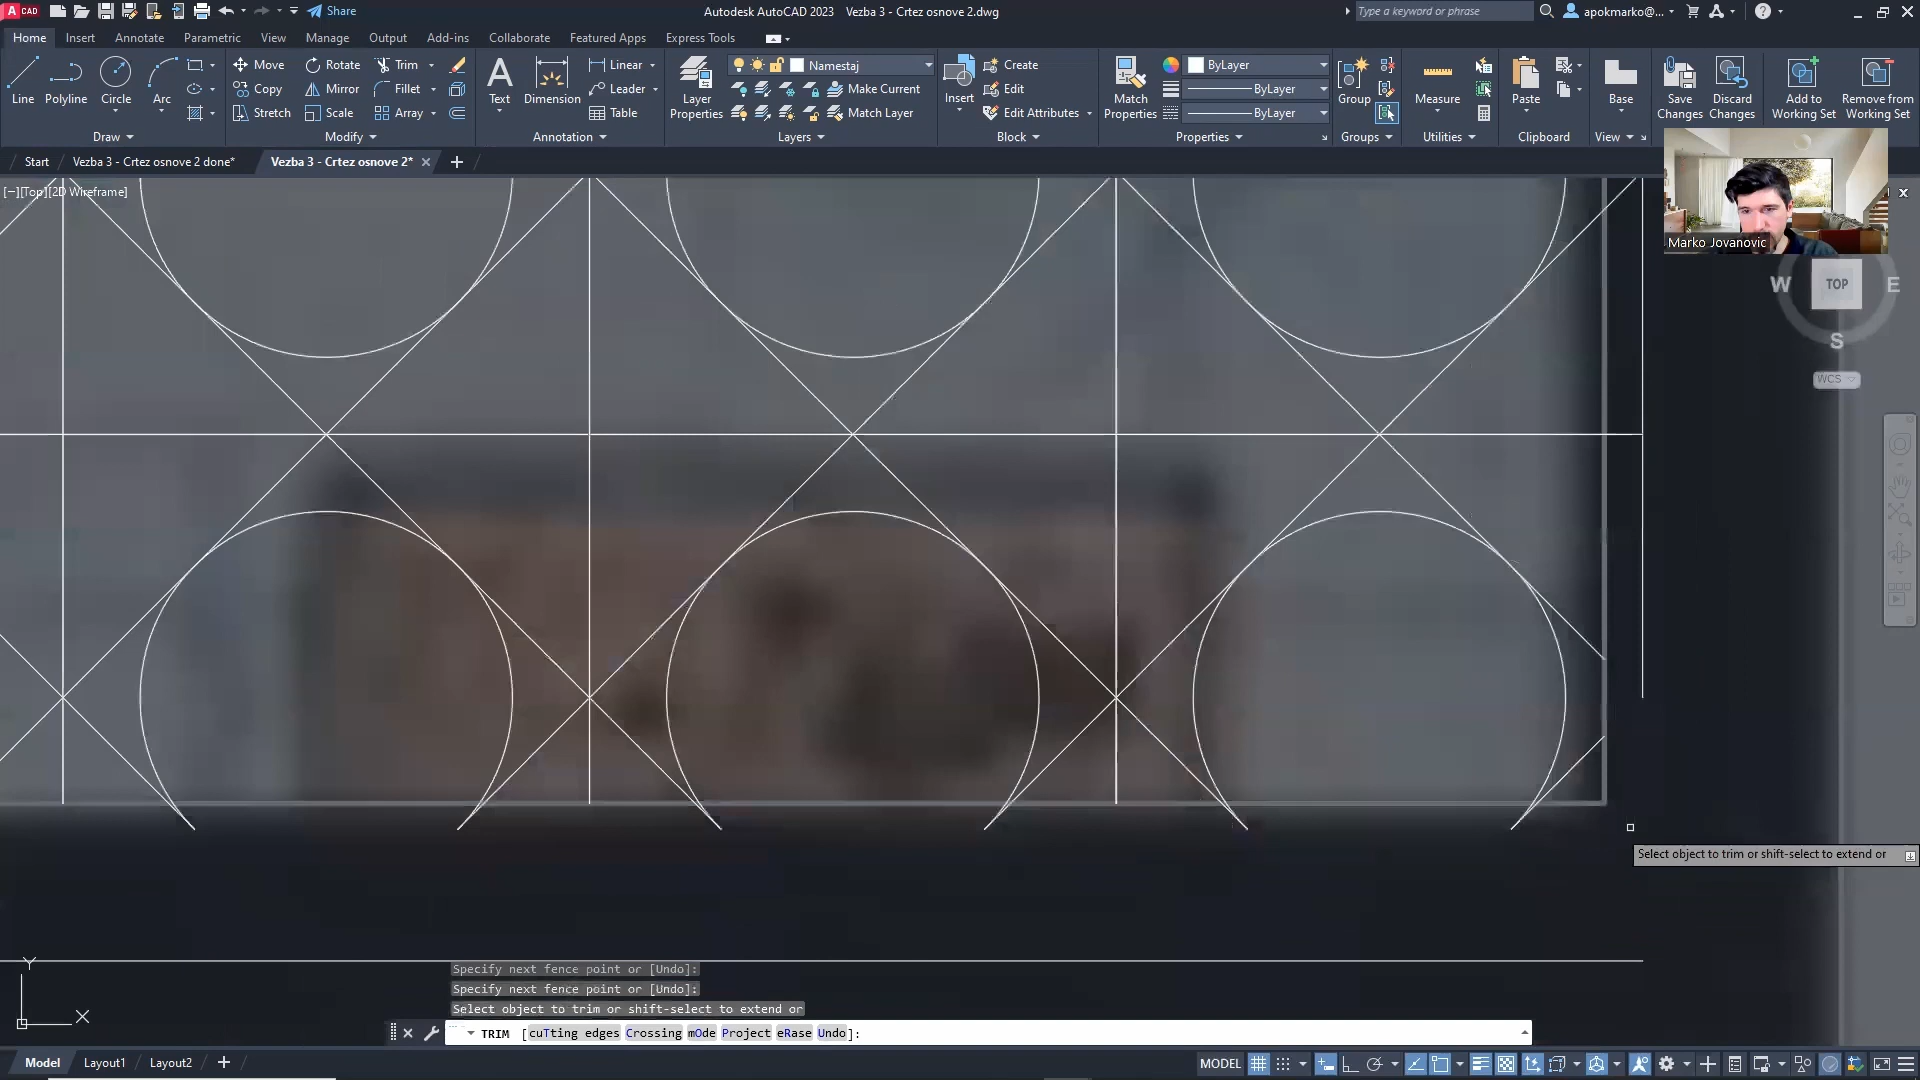 A CAD
Share
Autodesk AutoCAD 2023 Vezba 3 - Crtez osnove 2.dwg
Type a keyword or phrase
apokmarko@...
Home Insert Annotate Parametric View Manage Output Add-ins Collaborate Featured Apps Express Tools
Line Polyline Circle Arc
Draw
Move Rotate Trim
Copy Mirror Fillet
Stretch Scale Array
Modify
Text Dimension
Linear
Leader
Table
Annotation
Layer Properties
Namestaj
Make Current
Match Layer
Layers
Insert
Create
Edit
Edit Attributes
Block
Match Properties
ByLayer
ByLayer
ByLayer
Properties
Group
Groups
Measure
Utilities
Paste
Clipboard
Base
View
Save Changes
Discard Changes
Add to Working Set
Remove from Working Set
Start Vezba 3 - Crtez osnove 2 done* Vezba 3 - Crtez osnove 2*
[−][Top][2D Wireframe]
Marko Jovanovic
W TOP E
S
WCS
Select object to trim or shift-select to extend or
Y
X
Specify next fence point or [Undo]:
Specify next fence point or [Undo]:
Select object to trim or shift-select to extend or
TRIM [cuTting edges Crossing mOde Project eRase Undo]:
Model Layout1 Layout2
MODEL